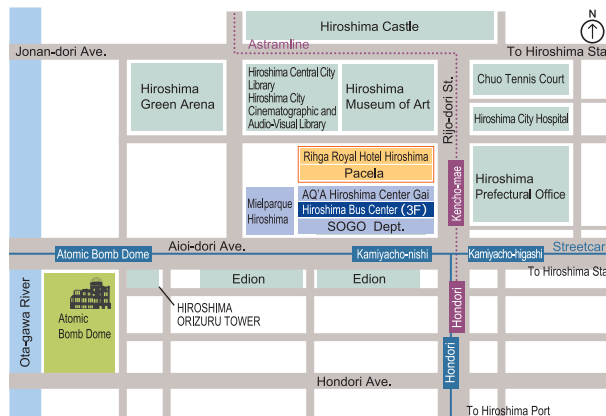 Hiroshima Castle
N
Astramline
Jonan-dori Ave.
To Hiroshima Sta
Hiroshima
Green Arena
Hiroshima Central City
Library
Hiroshima City
Cinematographic and
Audio-Visual Library
Hiroshima
Museum of Art
Rijo-dori St.
Chuo Tennis Court
Hiroshima City Hospital
Rihga Royal Hotel Hiroshima
Pacela
Kencho-mae
Hiroshima
Prefectural Office
Mielparque
Hiroshima
AQ'A Hiroshima Center Gai
Hiroshima Bus Center (3F)
SOGO Dept.
Aioi-dori Ave.
Atomic Bomb Dome
Kamiyacho-nishi
Kamiyacho-higashi
Streetcar
To Hiroshima Sta
Edion
Edion
Ota-gawa River
Atomic
Bomb Dome
HIROSHIMA
ORIZURU TOWER
Hondori
Hondori
Hondori Ave.
To Hiroshima Port